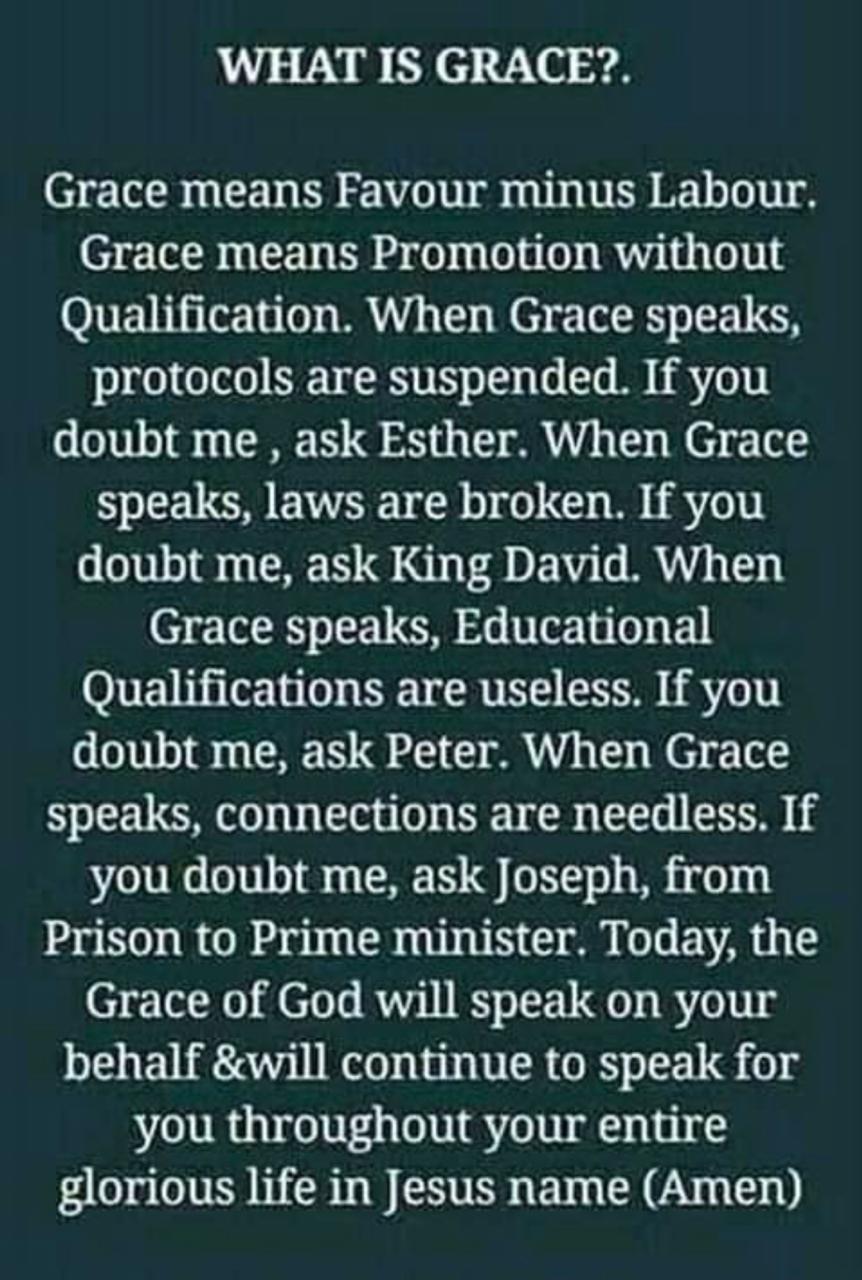 WHAT IS GRACE?.
Grace means Favour minus Labour.
Grace means Promotion without
Qualification. When Grace speaks,
protocols are suspended. If you
doubt me , ask Esther. When Grace
speaks, laws are broken. If you
doubt me, ask King David. When
Grace speaks, Educational
Qualifications are useless. If you
doubt me, ask Peter. When Grace
speaks, connections are needless. If
you doubt me, ask Joseph, from
Prison to Prime minister. Today, the
Grace of God will speak on your
behalf &will continue to speak for
you throughout your entire
glorious life in Jesus name (Amen)